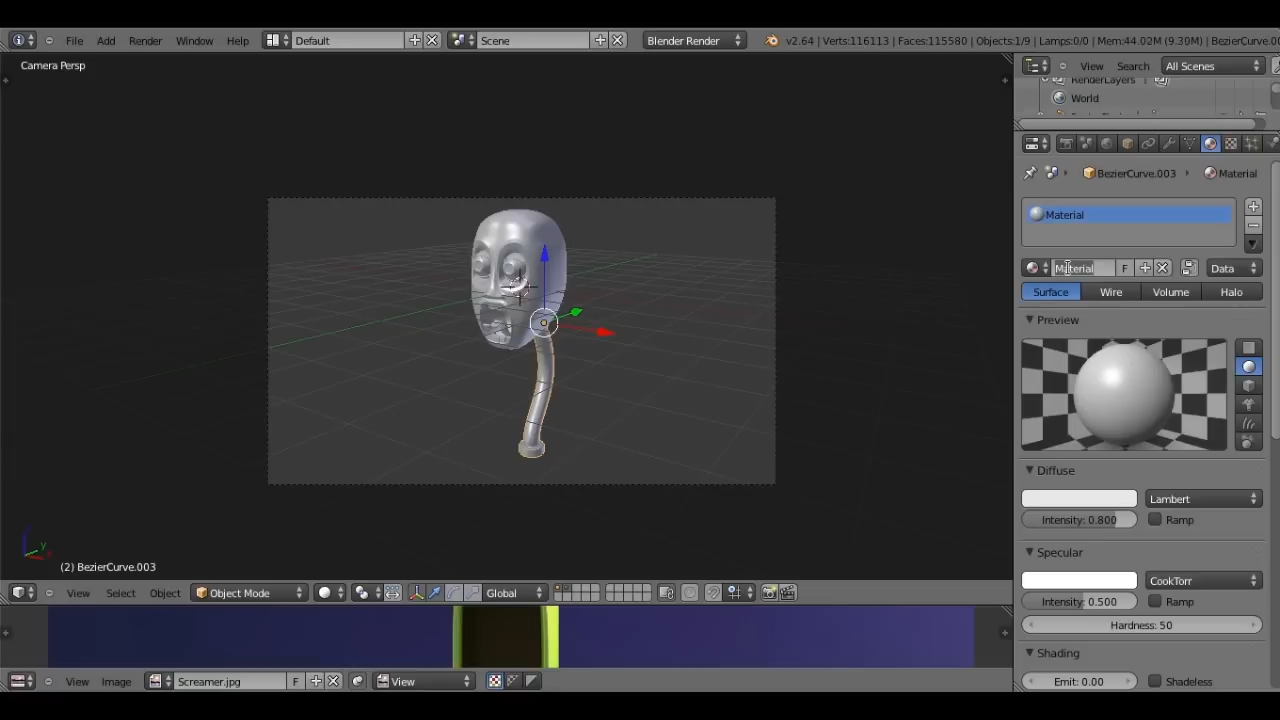 File Add Render Window Help Default Scene Blender Render v2.64 | Verts:116113 | Faces:115580 | Objects:1/9 | Lamps:0/0 | Mem:44.02M (9.30M) | BezierCurve.00
Camera Persp
View Search All Scenes
RenderLayers
World
BezierCurve.003 Material
Material
Material F Data
Surface Wire Volume Halo
Preview
Diffuse
Lambert
Intensity: 0.800 Ramp
Specular
CookTorr
Intensity: 0.500 Ramp
Hardness: 50
Shading
Emit: 0.00 Shadeless
z y x
(2) BezierCurve.003
View Select Object Object Mode Global
View Image Screamer.jpg F View